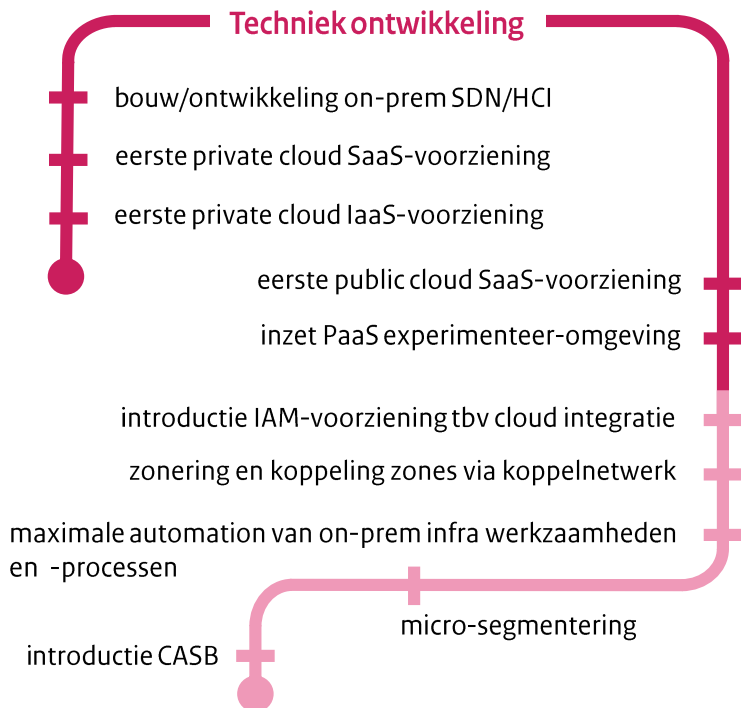 Techniek ontwikkeling
bouw/ontwikkeling on-prem SDN/HCI
eerste private cloud SaaS-voorziening
eerste private cloud IaaS-voorziening
eerste public cloud SaaS-voorziening
inzet PaaS experimenteer-omgeving
introductie IAM-voorziening tbv cloud integratie
zonering en koppeling zones via koppelnetwerk
maximale automation van on-prem infra werkzaamheden
en -processen
micro-segmentering
introductie CASB